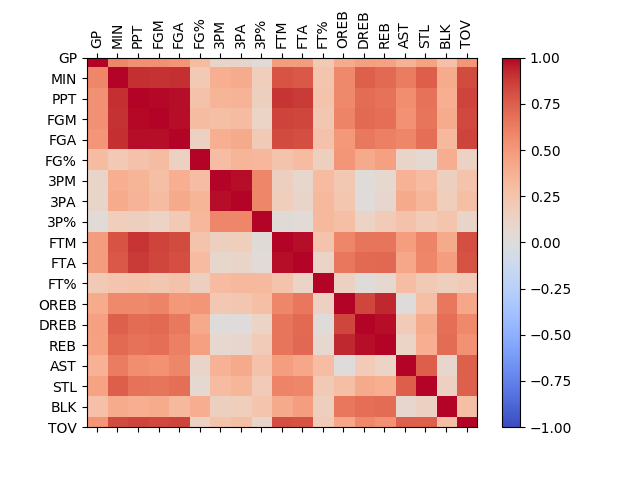 GP MIN PPT FGM FGA FG% 3PM 3PA 3P% FTM FTA FT% OREB DREB REB AST STL BLK TOV
GP
MIN
PPT
FGM
FGA
FG%
3PM
3PA
3P%
FTM
FTA
FT%
OREB
DREB
REB
AST
STL
BLK
TOV
1.00
0.75
0.50
0.25
0.00
−0.25
−0.50
−0.75
−1.00